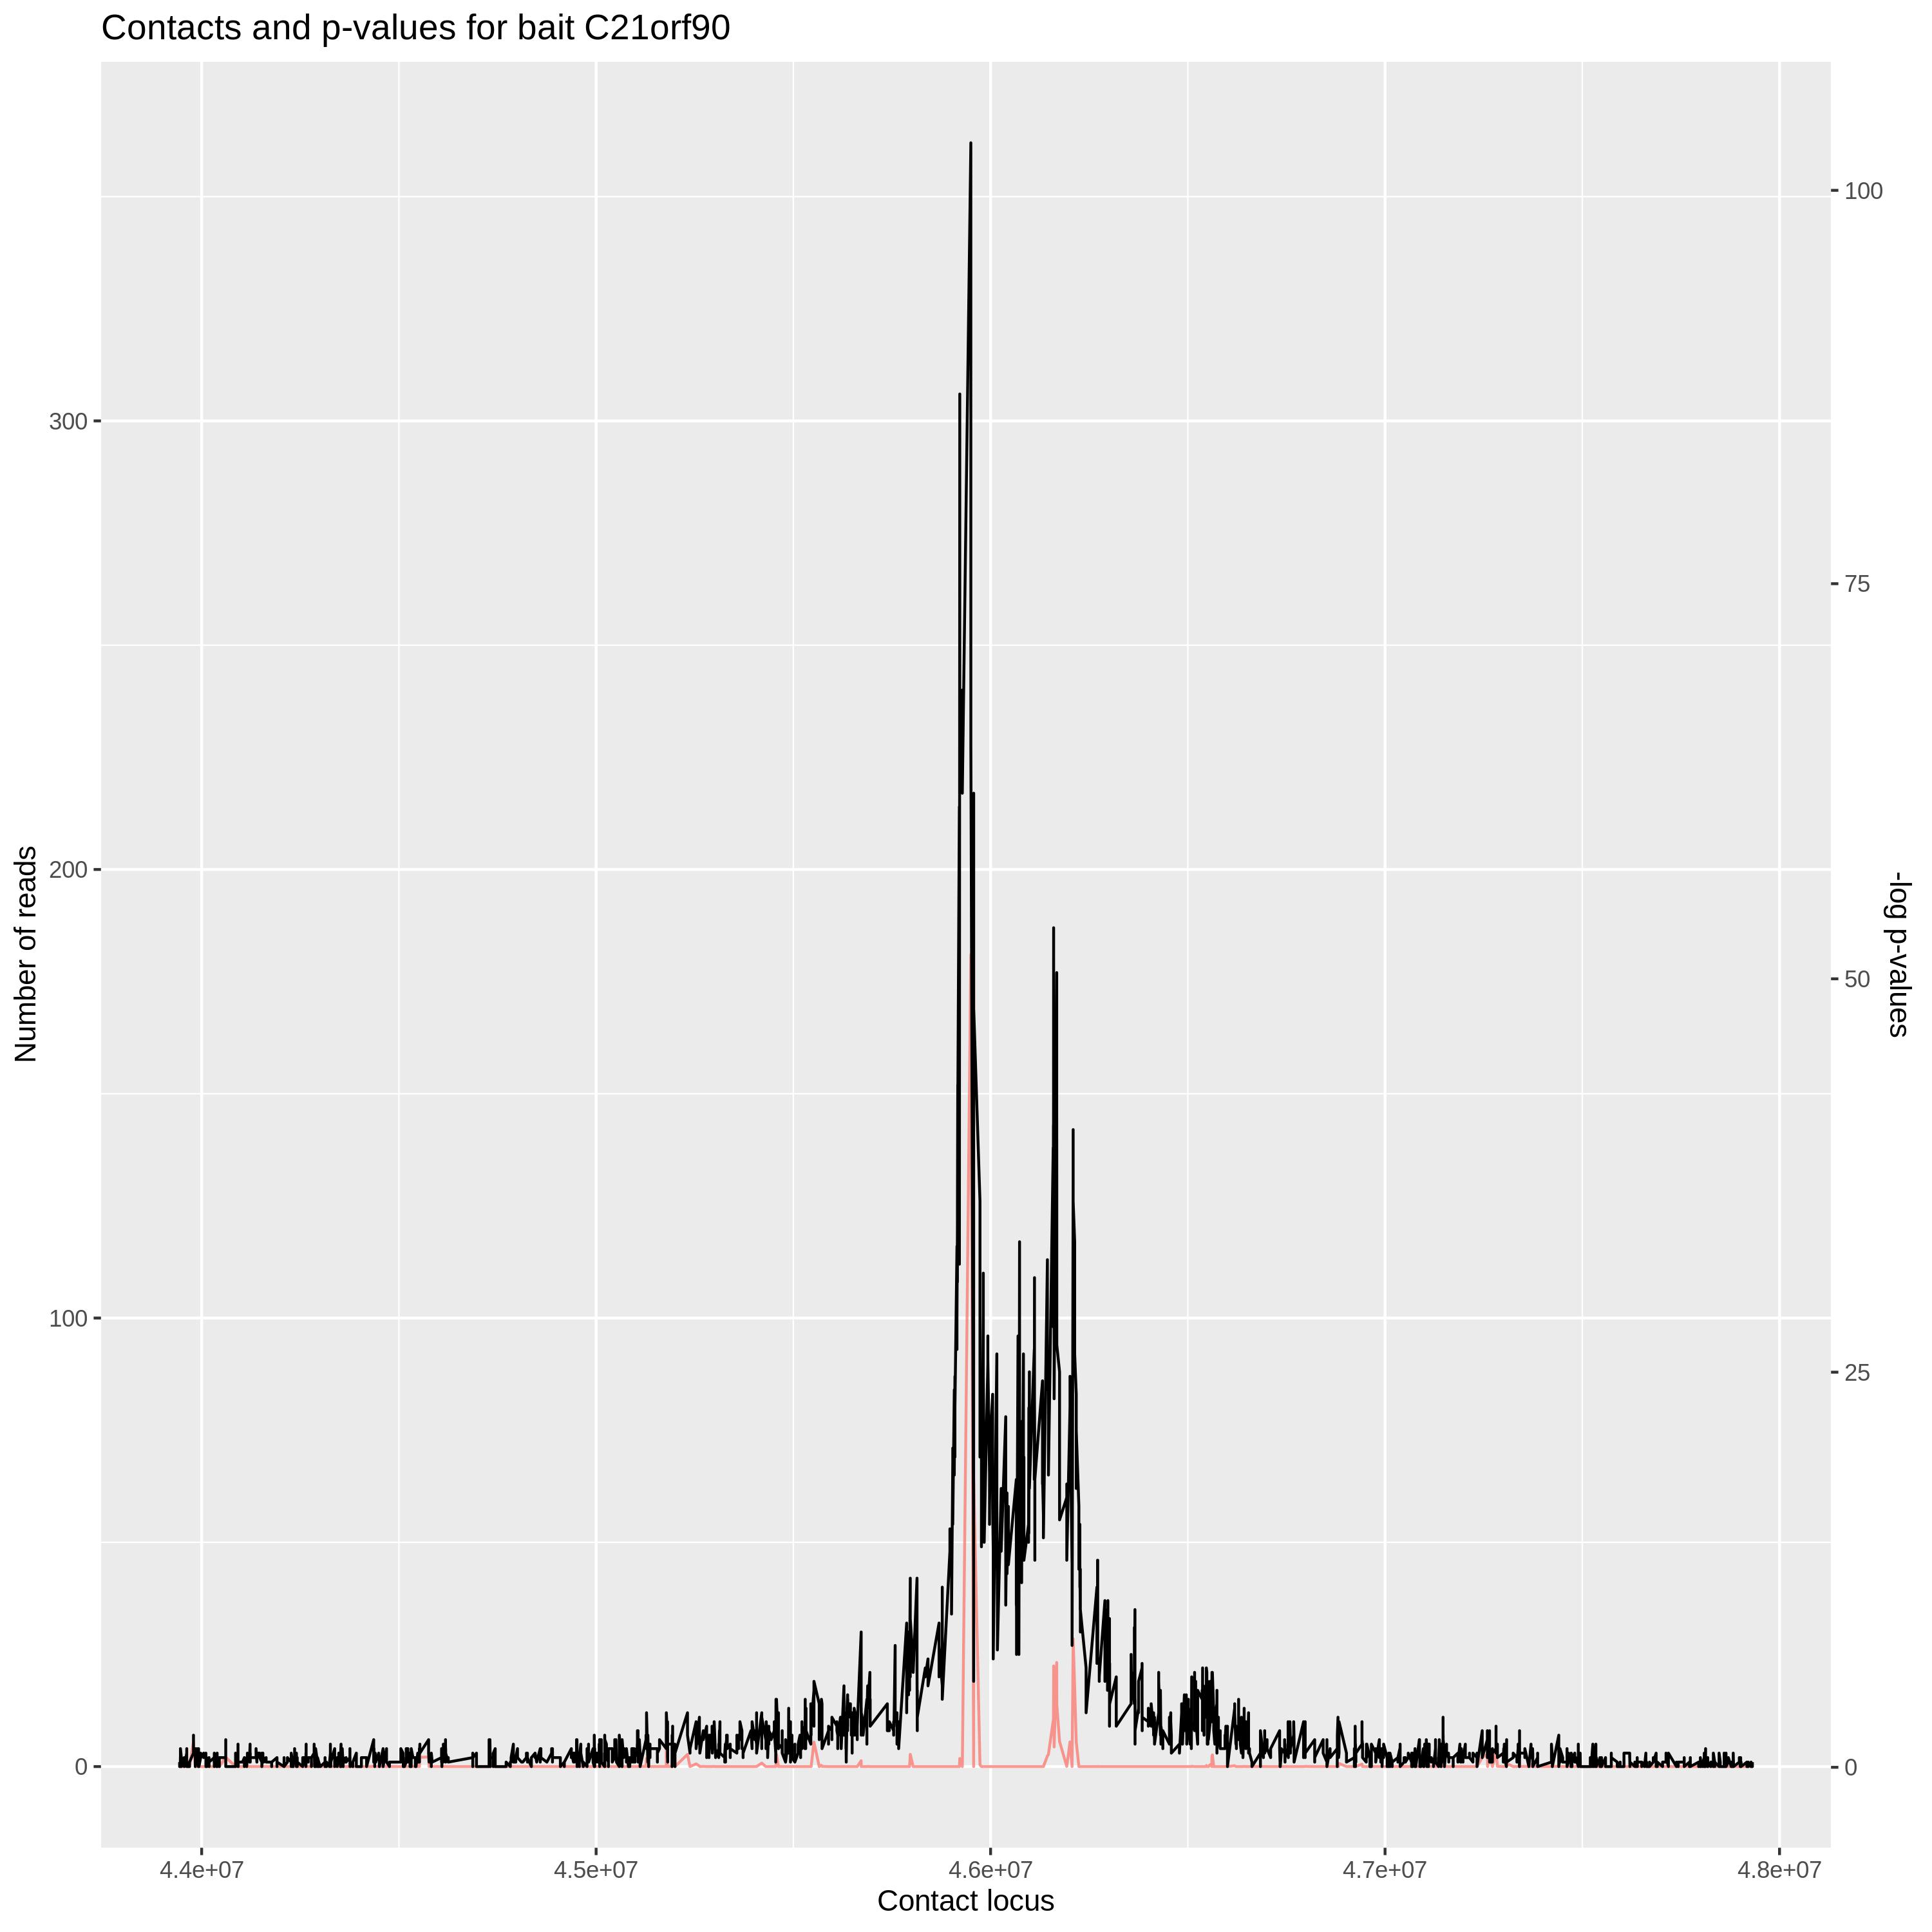 Contacts and p-values for bait C21orf90
Number of reads
300
200
100
0
100
75
50
25
0
-log p-values
4.4e+07
4.5e+07
4.6e+07
4.7e+07
4.8e+07
Contact locus